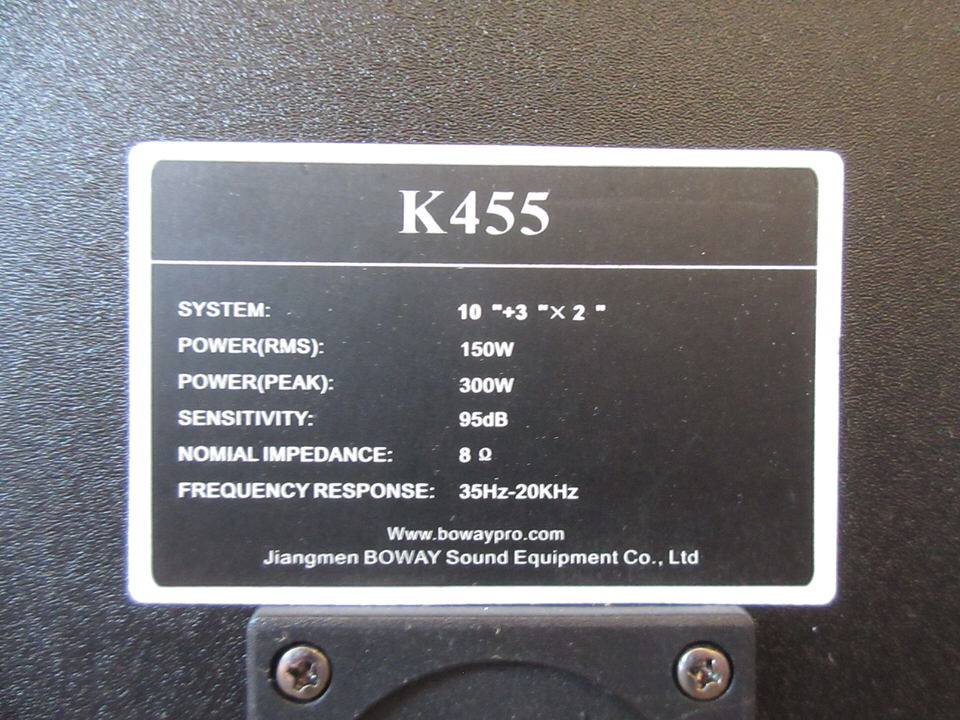 K455
SYSTEM: 10 "+3 "× 2 "
POWER(RMS): 150W
POWER(PEAK): 300W
SENSITIVITY: 95dB
NOMIAL IMPEDANCE: 8 Ω
FREQUENCY RESPONSE: 35Hz-20KHz
Www.bowaypro.com
Jiangmen BOWAY Sound Equipment Co., Ltd